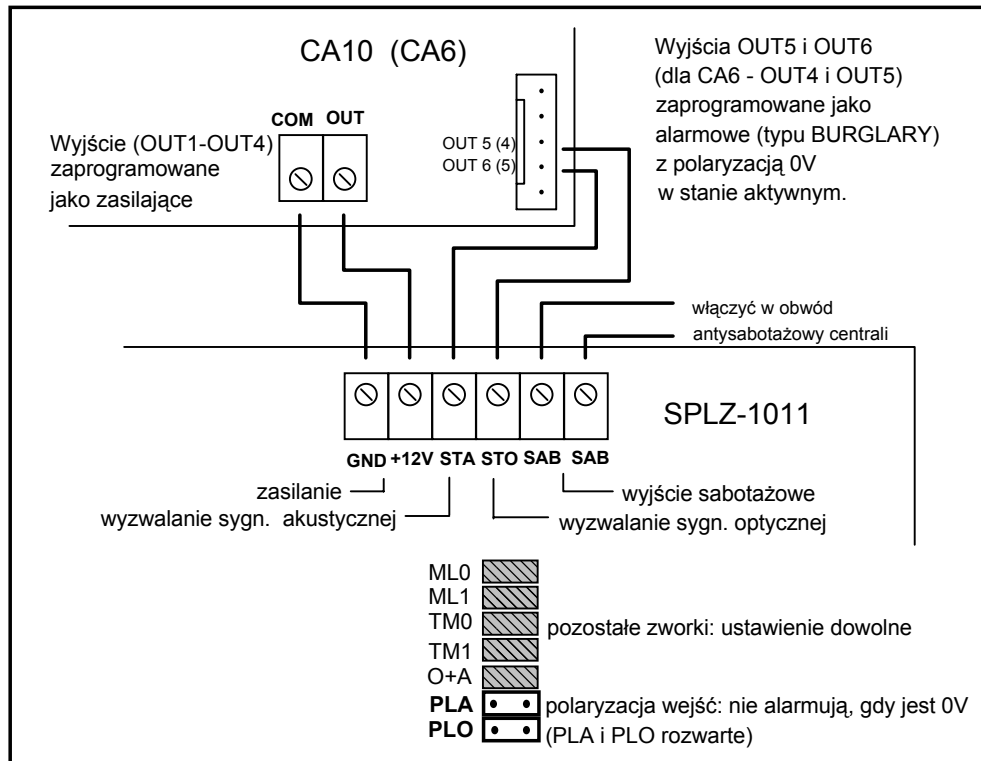 CA10 (CA6)
Wyjście (OUT1-OUT4)
zaprogramowane
jako zasilające
COM OUT
OUT 5 (4)
OUT 6 (5)
Wyjścia OUT5 i OUT6
(dla CA6 - OUT4 i OUT5)
zaprogramowane jako
alarmowe (typu BURGLARY)
z polaryzacją 0V
w stanie aktywnym.
włączyć w obwód
antysabotażowy centrali
SPLZ-1011
GND +12V STA STO SAB SAB
zasilanie
wyzwalanie sygn. akustycznej
wyjście sabotażowe
wyzwalanie sygn. optycznej
ML0
ML1
TM0
TM1
O+A
pozostałe zworki: ustawienie dowolne
PLA
PLO
polaryzacja wejść: nie alarmują, gdy jest 0V
(PLA i PLO rozwarte)